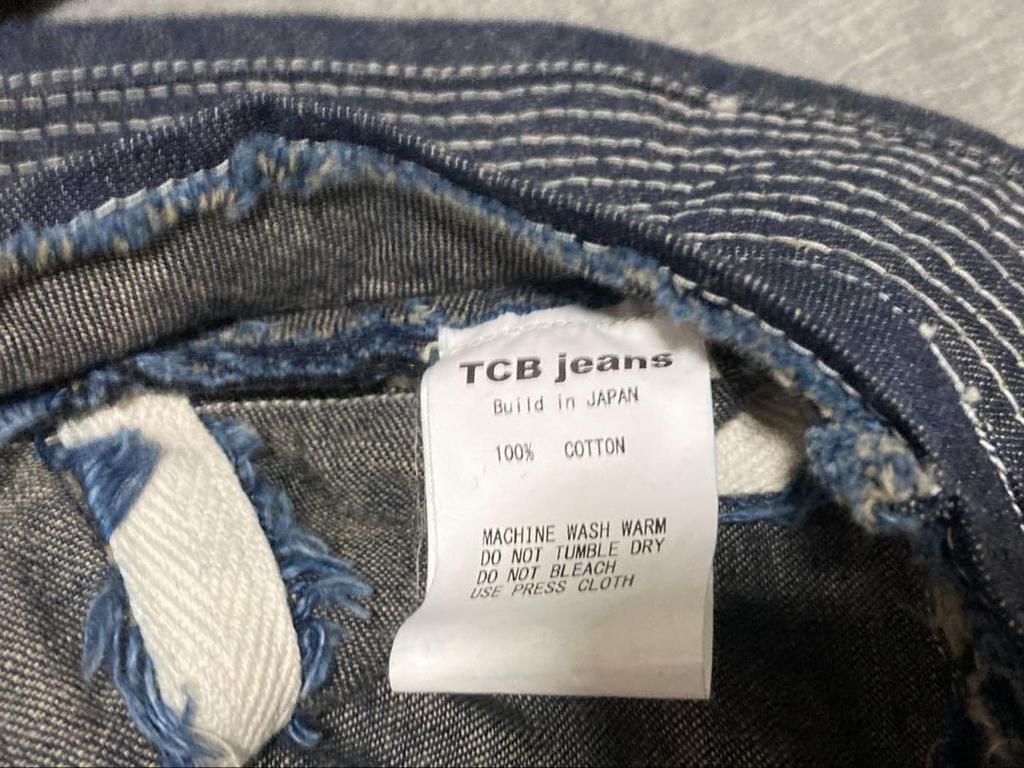 TCB jeans
Build in JAPAN
100% COTTON
MACHINE WASH WARM
DO NOT TUMBLE DRY
DO NOT BLEACH
USE PRESS CLOTH